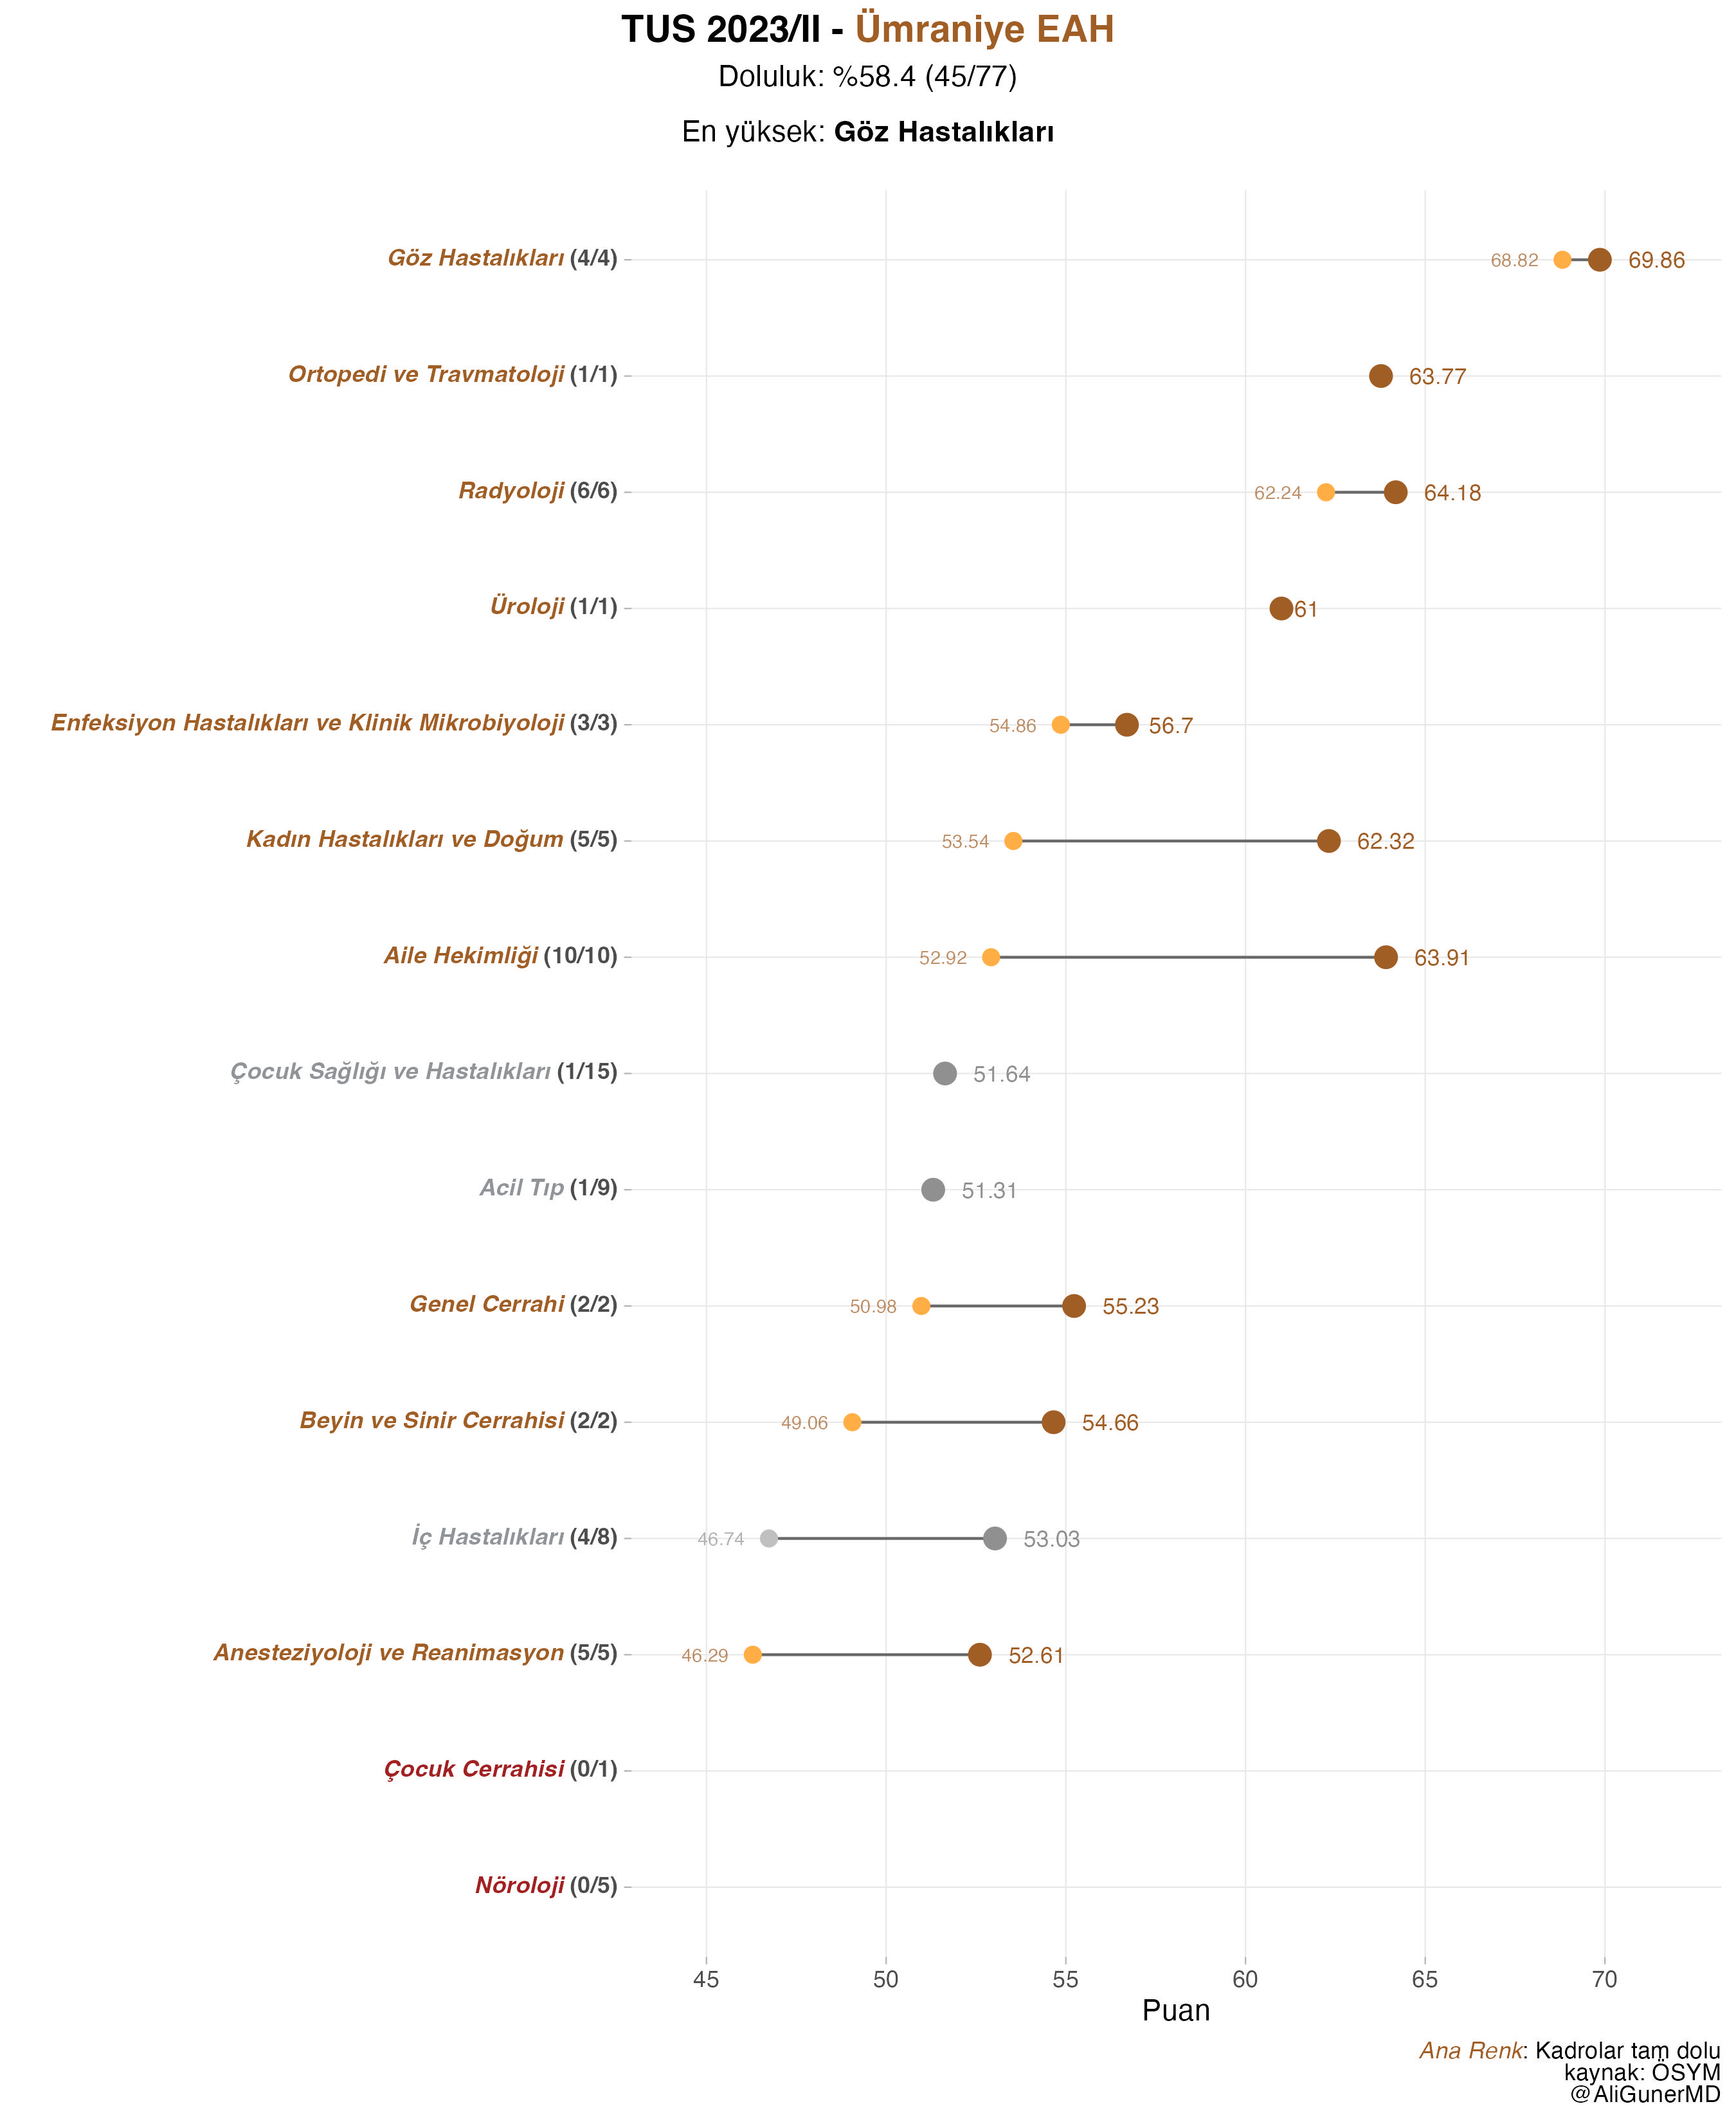 TUS 2023/II - Ümraniye EAH
Doluluk: %58.4 (45/77)
En yüksek: Göz Hastalıkları
Göz Hastalıkları (4/4) 68.82 69.86
Ortopedi ve Travmatoloji (1/1) 63.77
Radyoloji (6/6) 62.24 64.18
Üroloji (1/1) 61
Enfeksiyon Hastalıkları ve Klinik Mikrobiyoloji (3/3) 54.86 56.7
Kadın Hastalıkları ve Doğum (5/5) 53.54 62.32
Aile Hekimliği (10/10) 52.92 63.91
Çocuk Sağlığı ve Hastalıkları (1/15) 51.64
Acil Tıp (1/9) 51.31
Genel Cerrahi (2/2) 50.98 55.23
Beyin ve Sinir Cerrahisi (2/2) 49.06 54.66
İç Hastalıkları (4/8) 46.74 53.03
Anesteziyoloji ve Reanimasyon (5/5) 46.29 52.61
Çocuk Cerrahisi (0/1)
Nöroloji (0/5)
45 50 55 60 65 70
Puan
Ana Renk: Kadrolar tam dolu
kaynak: ÖSYM
@AliGunerMD